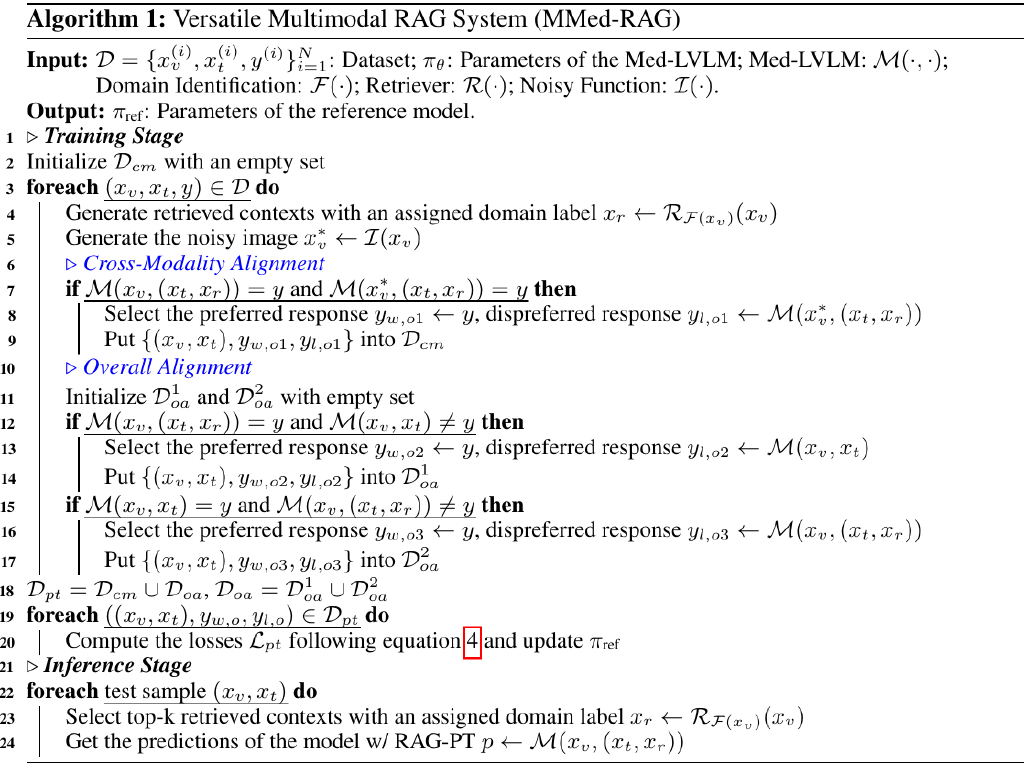 Algorithm 1: Versatile Multimodal RAG System (MMed-RAG)
Input: $\mathcal{D} = \{x_v^{(i)}, x_t^{(i)}, y^{(i)}\}_{i=1}^N$: Dataset; $\pi_\theta$: Parameters of the Med-LVLM; Med-LVLM: $\mathcal{M}(\cdot,\cdot)$;
Domain Identification: $\mathcal{F}(\cdot)$; Retriever: $\mathcal{R}(\cdot)$; Noisy Function: $\mathcal{I}(\cdot)$.
Output: $\pi_{\text{ref}}$: Parameters of the reference model.
1 ▷ Training Stage
2 Initialize $\mathcal{D}_{cm}$ with an empty set
3 foreach $(x_v, x_t, y) \in \mathcal{D}$ do
4 Generate retrieved contexts with an assigned domain label $x_r \leftarrow \mathcal{R}_{\mathcal{F}(x_v)}(x_v)$
5 Generate the noisy image $x_v^* \leftarrow \mathcal{I}(x_v)$
6 ▷ Cross-Modality Alignment
7 if $\mathcal{M}(x_v, (x_t, x_r)) = y$ and $\mathcal{M}(x_v^*, (x_t, x_r)) = y$ then
8 Select the preferred response $y_{w,o1} \leftarrow y$, dispreferred response $y_{l,o1} \leftarrow \mathcal{M}(x_v^*, (x_t, x_r))$
9 Put $\{(x_v, x_t), y_{w,o1}, y_{l,o1}\}$ into $\mathcal{D}_{cm}$
10 ▷ Overall Alignment
11 Initialize $\mathcal{D}_{oa}^1$ and $\mathcal{D}_{oa}^2$ with empty set
12 if $\mathcal{M}(x_v, (x_t, x_r)) = y$ and $\mathcal{M}(x_v, x_t) \neq y$ then
13 Select the preferred response $y_{w,o2} \leftarrow y$, dispreferred response $y_{l,o2} \leftarrow \mathcal{M}(x_v, x_t)$
14 Put $\{(x_v, x_t), y_{w,o2}, y_{l,o2}\}$ into $\mathcal{D}_{oa}^1$
15 if $\mathcal{M}(x_v, x_t) = y$ and $\mathcal{M}(x_v, (x_t, x_r)) \neq y$ then
16 Select the preferred response $y_{w,o3} \leftarrow y$, dispreferred response $y_{l,o3} \leftarrow \mathcal{M}(x_v, (x_t, x_r))$
17 Put $\{(x_v, x_t), y_{w,o3}, y_{l,o3}\}$ into $\mathcal{D}_{oa}^2$
18 $\mathcal{D}_{pt} = \mathcal{D}_{cm} \cup \mathcal{D}_{oa}, \mathcal{D}_{oa} = \mathcal{D}_{oa}^1 \cup \mathcal{D}_{oa}^2$
19 foreach $((x_v, x_t), y_{w,o}, y_{l,o}) \in \mathcal{D}_{pt}$ do
20 Compute the losses $\mathcal{L}_{pt}$ following equation 4 and update $\pi_{\text{ref}}$
21 ▷ Inference Stage
22 foreach test sample $(x_v, x_t)$ do
23 Select top-k retrieved contexts with an assigned domain label $x_r \leftarrow \mathcal{R}_{\mathcal{F}(x_v)}(x_v)$
24 Get the predictions of the model w/ RAG-PT $p \leftarrow \mathcal{M}(x_v, (x_t, x_r))$